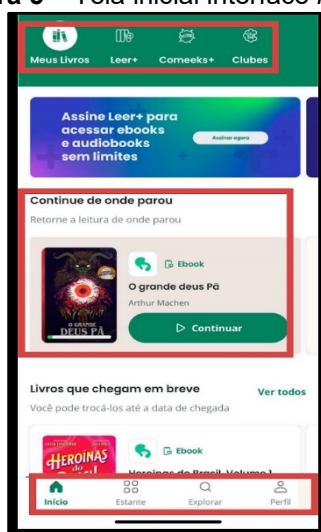 Tela inicial interface
Meus Livros Leer+ Comeeks+ Clubes
Assine Leer+ para
acessar ebooks
e audiobooks
sem limites
Assinar agora
Continue de onde parou
Retorne a leitura de onde parou
Ebook
O grande deus Pã
Arthur Machen
O GRANDE
DEUS PÃ
Continuar
Livros que chegam em breve
Ver todos
Você pode trocá-los até a data de chegada
HEROÍNAS
do
Ebook
Heroínas do Brasil, Volume 1
Início Estante Explorar Perfil